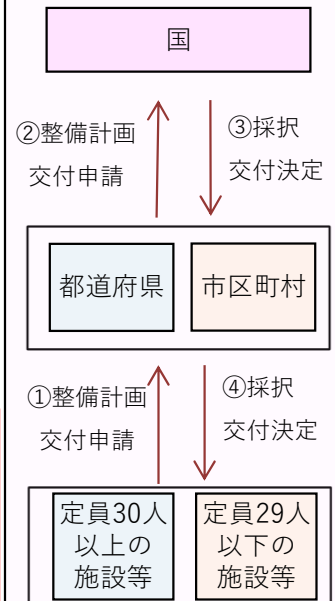 国
②整備計画
交付申請
③採択
交付決定
都道府県
市区町村
①整備計画
交付申請
④採択
交付決定
定員30人
以上の
施設等
定員29人
以下の
施設等